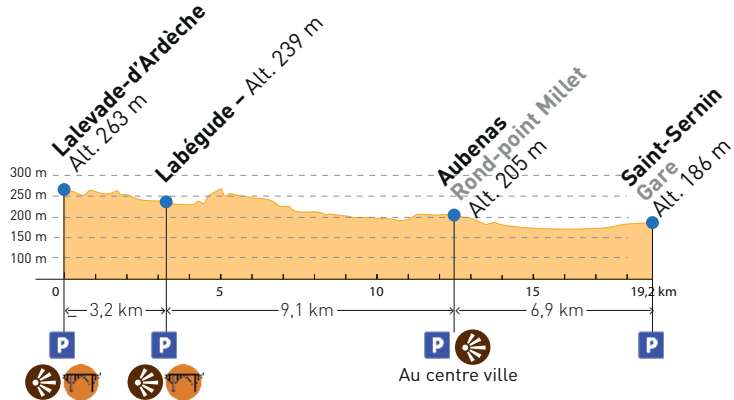 Lalevade-d'Ardèche
Alt. 263 m
Labégude – Alt. 239 m
Aubenas
Rond-point Millet
Alt. 205 m
Saint-Sernin
Gare
Alt. 186 m
300 m
250 m
200 m
150 m
100 m
0 5 10 15 19,2 km
3,2 km 9,1 km 6,9 km
P P P P
Au centre ville